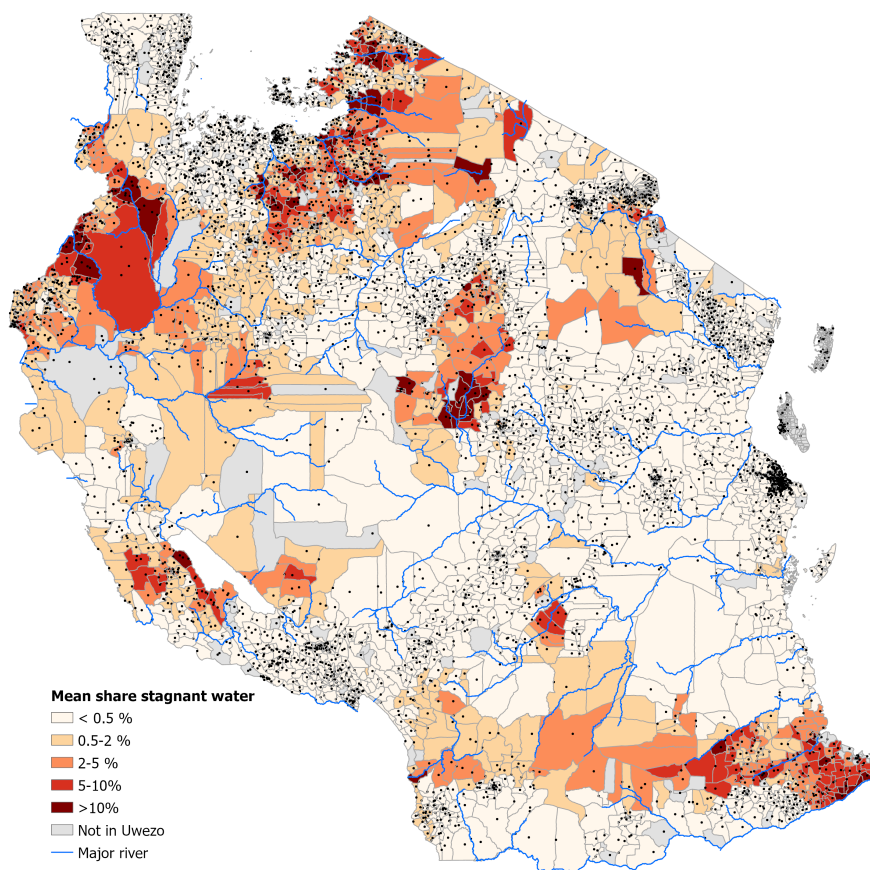 Mean share stagnant water
< 0.5 %
0.5-2 %
2-5 %
5-10%
>10%
Not in Uwezo
Major river